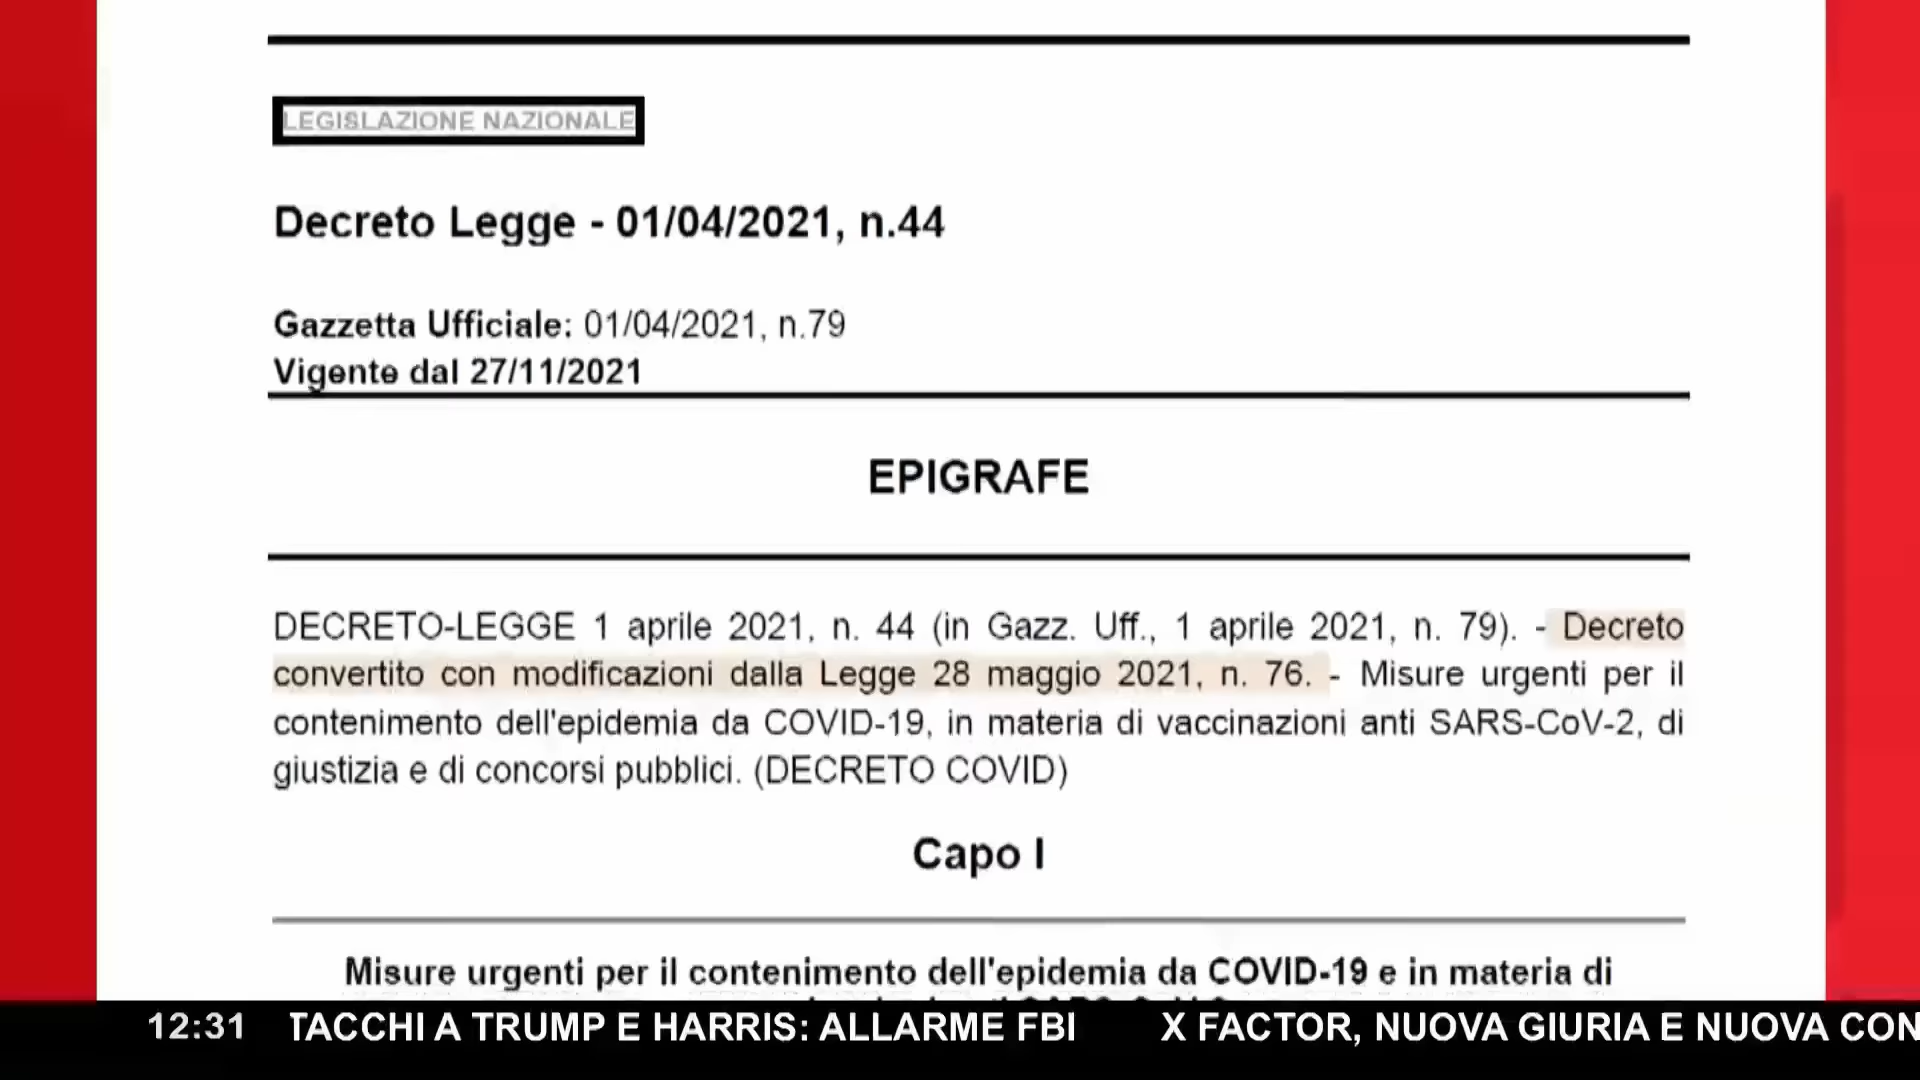 LEGISLAZIONE NAZIONALE
Decreto Legge - 01/04/2021, n.44
Gazzetta Ufficiale: 01/04/2021, n.79
Vigente dal 27/11/2021
EPIGRAFE
DECRETO-LEGGE 1 aprile 2021, n. 44 (in Gazz. Uff., 1 aprile 2021, n. 79). - Decreto
convertito con modificazioni dalla Legge 28 maggio 2021, n. 76. - Misure urgenti per il
contenimento dell'epidemia da COVID-19, in materia di vaccinazioni anti SARS-CoV-2, di
giustizia e di concorsi pubblici. (DECRETO COVID)
Capo I
Misure urgenti per il contenimento dell'epidemia da COVID-19 e in materia di
12:31 TACCHI A TRUMP E HARRIS: ALLARME FBI X FACTOR, NUOVA GIURIA E NUOVA CON